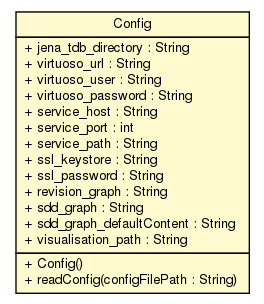 Config
+ jena_tdb_directory : String
+ virtuoso_url : String
+ virtuoso_user : String
+ virtuoso_password : String
+ service_host : String
+ service_port : int
+ service_path : String
+ ssl_keystore : String
+ ssl_password : String
+ revision_graph : String
+ sdd_graph : String
+ sdd_graph_defaultContent : String
+ visualisation_path : String
+ Config()
+ readConfig(configFilePath : String)